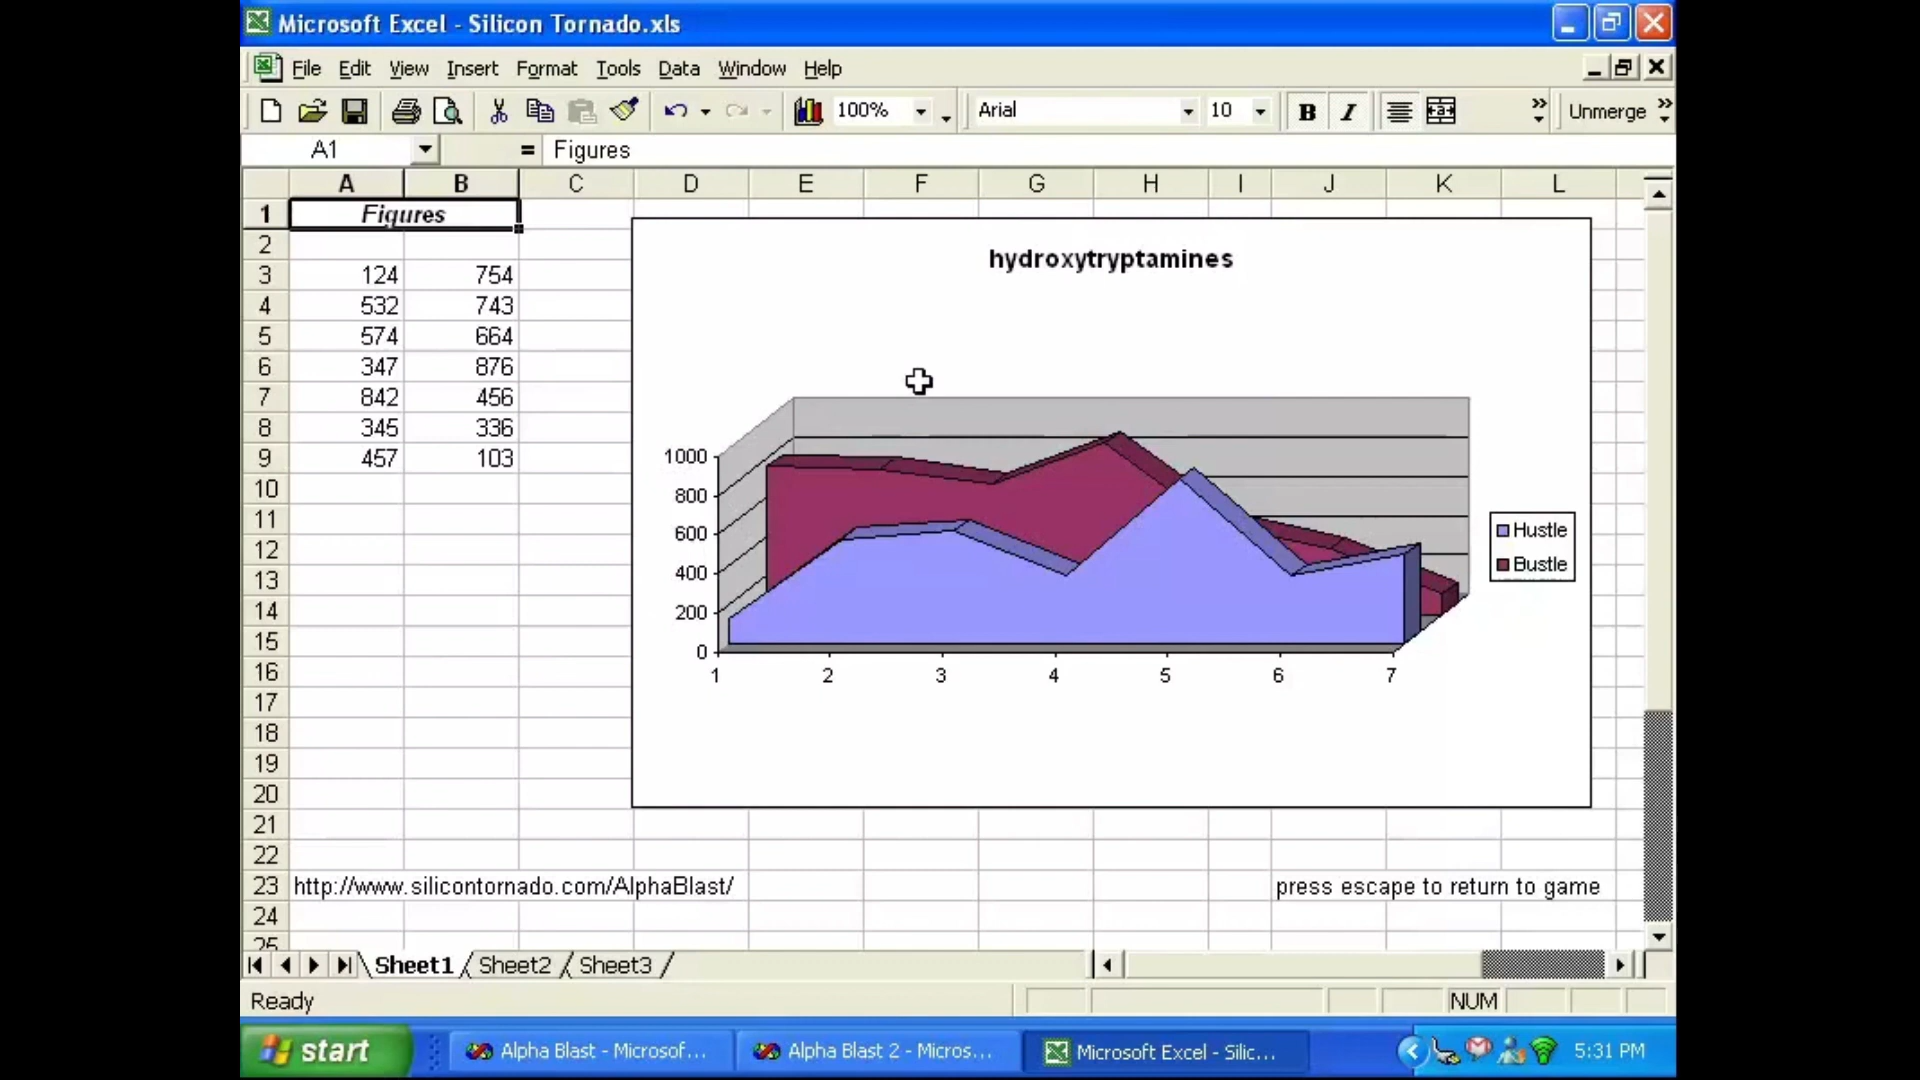 Microsoft Excel - Silicon Tornado.xls
File Edit View Insert Format Tools Data Window Help
100% Arial 10 B I a Unmerge
A1 = Figures
A B C D E F G H I J K L
1 Figures
2
3 124 754
4 532 743
5 574 664
6 347 876
7 842 456
8 345 336
9 457 103
10
11
12
13
14
15
16
17
18
19
20
21
22
23 http://www.silicontornado.com/AlphaBlast/ press escape to return to game
24
25
hydroxytryptamines
1000
800
600
400
200
0
1 2 3 4 5 6 7
Hustle
Bustle
Sheet1 Sheet2 Sheet3
Ready NUM
start Alpha Blast - Microsof... Alpha Blast 2 - Micros... Microsoft Excel - Silic... 5:31 PM